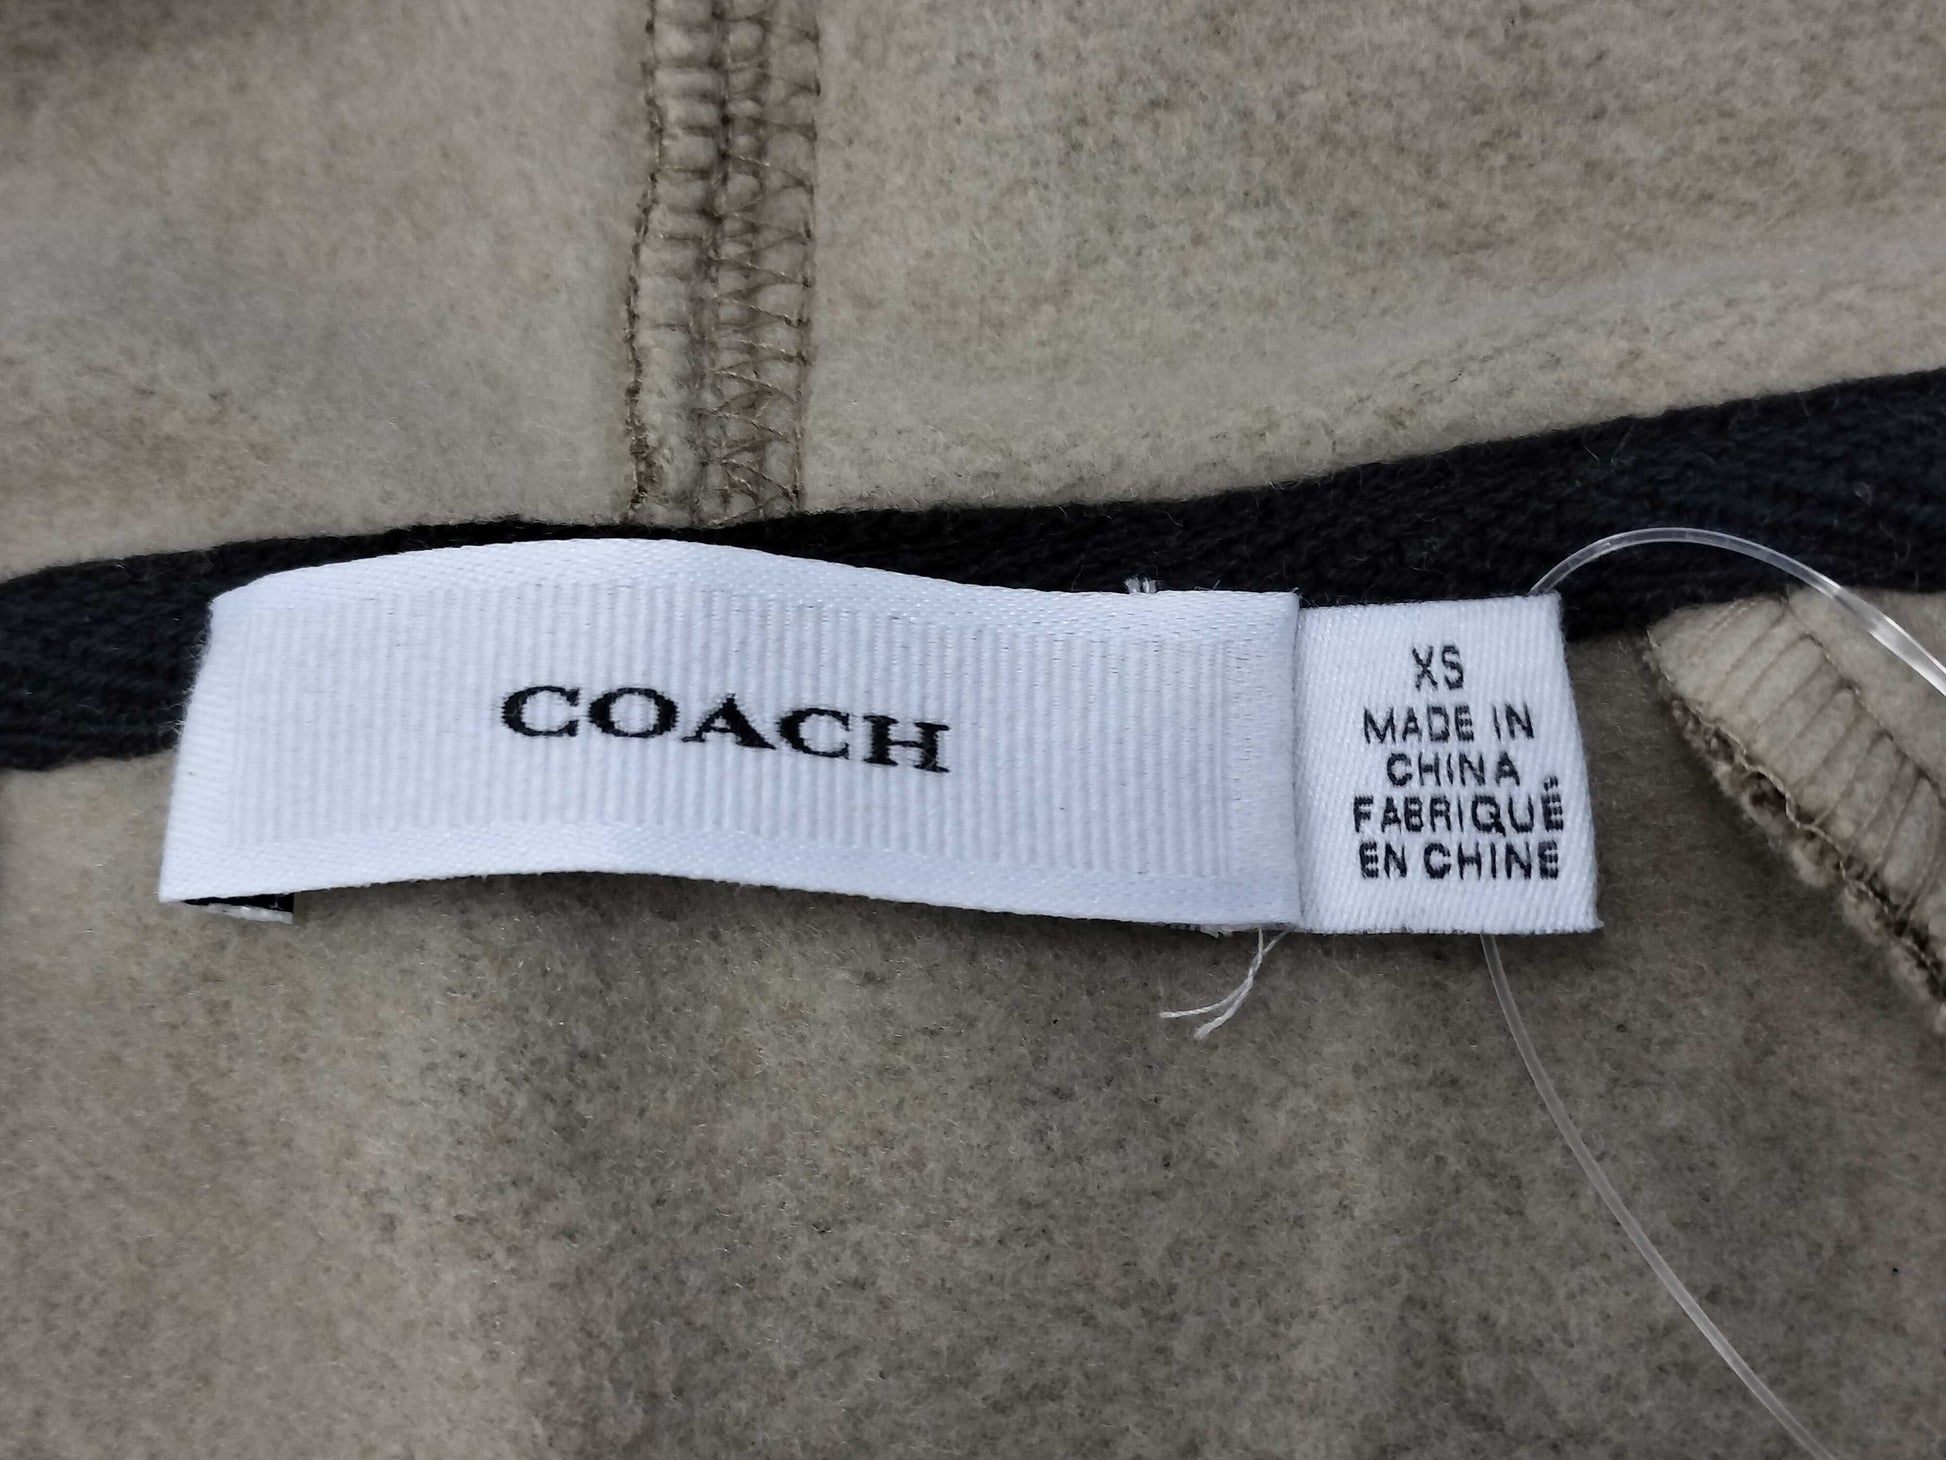 COACH
XS
MADE IN
CHINA
FABRIQUÉ
EN CHINE